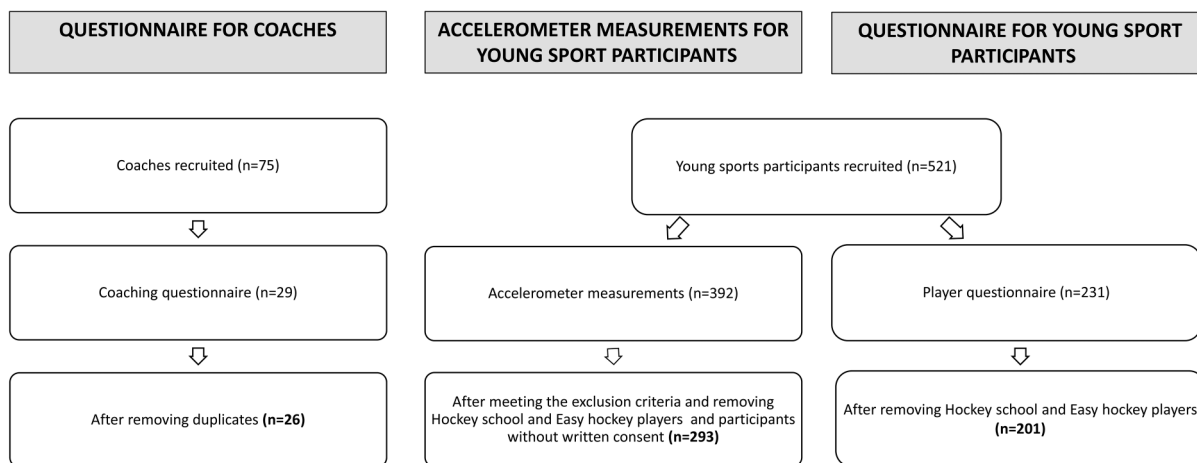 QUESTIONNAIRE FOR COACHES
ACCELEROMETER MEASUREMENTS FOR
YOUNG SPORT PARTICIPANTS
QUESTIONNAIRE FOR YOUNG SPORT
PARTICIPANTS
Coaches recruited (n=75)
Young sports participants recruited (n=521)
Coaching questionnaire (n=29)
Accelerometer measurements (n=392)
Player questionnaire (n=231)
After removing duplicates (n=26)
After meeting the exclusion criteria and removing
Hockey school and Easy hockey players and participants
without written consent (n=293)
After removing Hockey school and Easy hockey players
(n=201)